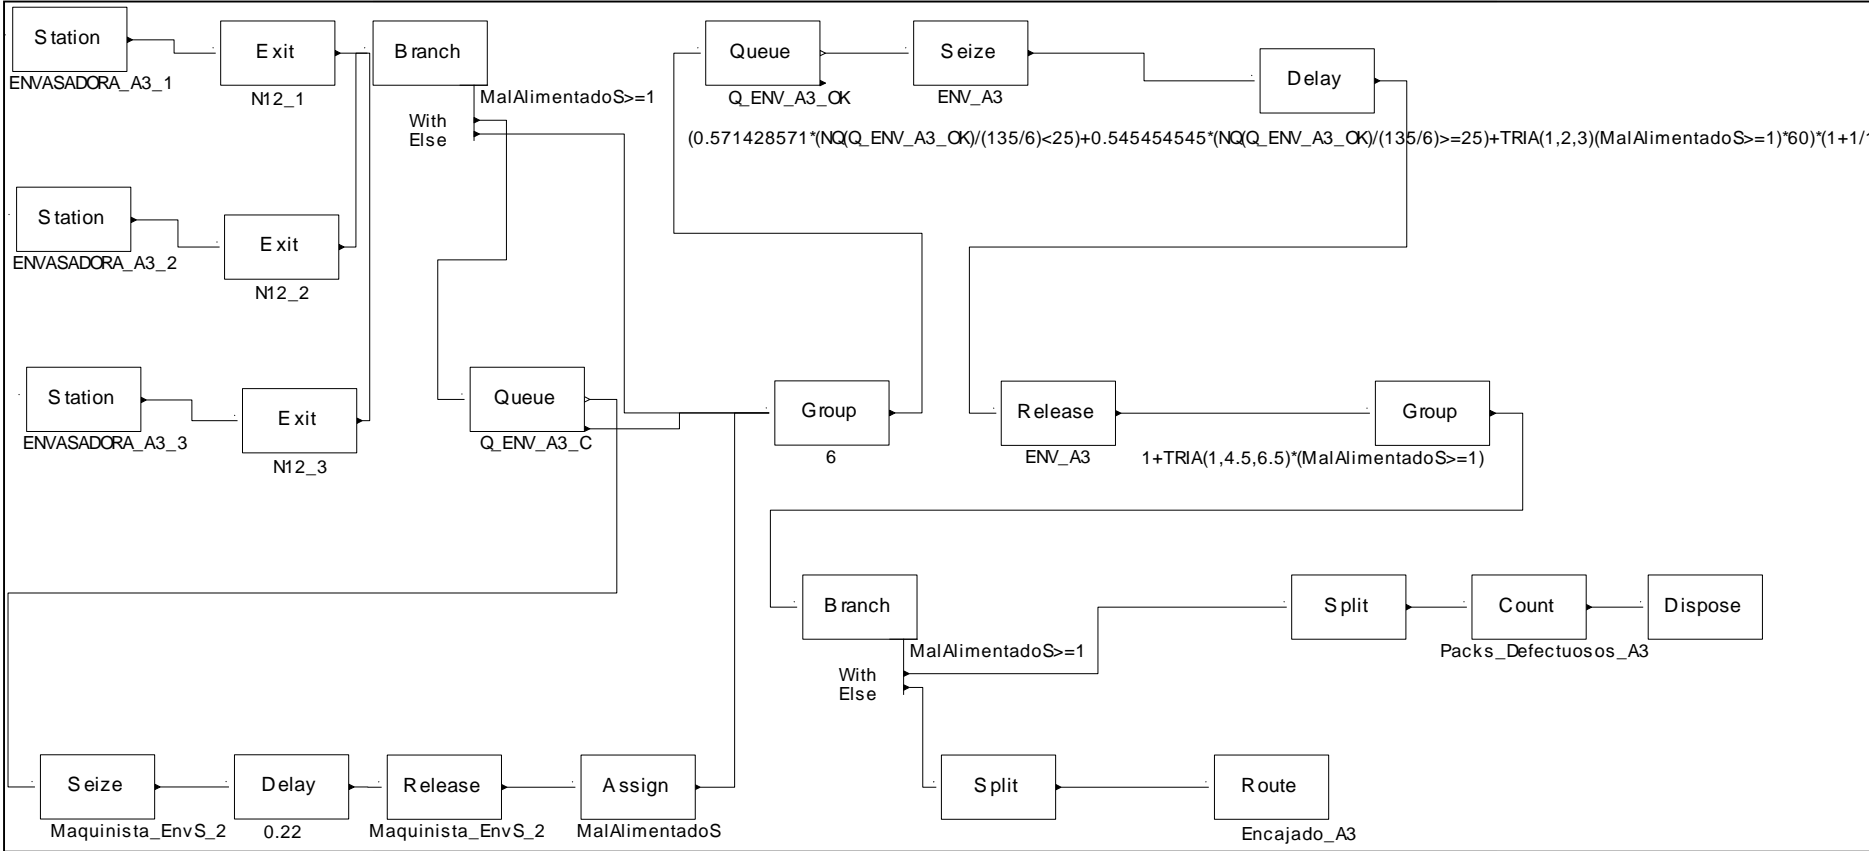 Station
ENVASADORA_A3_1
Exit
N12_1
Branch
MalAlimentadoS>=1
With
Else
Queue
Q_ENV_A3_OK
Seize
ENV_A3
Delay
(0.571428571*(NQ(Q_ENV_A3_OK)/(135/6)<25)+0.545454545*(NQ(Q_ENV_A3_OK)/(135/6)>=25)+TRIA(1,2,3)(MalAlimentadoS>=1)*60)*(1+1/1
Station
ENVASADORA_A3_2
Exit
N12_2
Station
ENVASADORA_A3_3
Exit
N12_3
Queue
Q_ENV_A3_C
Group
6
Release
ENV_A3
Group
1+TRIA(1,4.5,6.5)*(MalAlimentadoS>=1)
Branch
MalAlimentadoS>=1
With
Else
Split
Count
Packs_Defectuosos_A3
Dispose
Seize
Maquinista_EnvS_2
Delay
0.22
Release
Maquinista_EnvS_2
Assign
MalAlimentadoS
Split
Route
Encajado_A3